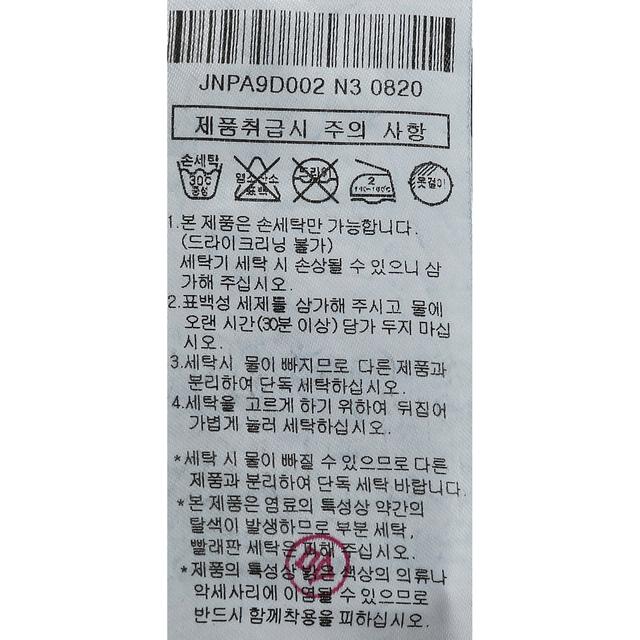 JNPA9D002 N3 0820
제품취급시 주의 사항
손세탁 30℃ 중성
염소산소 표백
드라이
2 140-160℃
옷걸이
1.본 제품은 손세탁만 가능합니다.
(드라이크리닝 불가)
세탁기 세탁 시 손상될 수 있으니 삼
가해 주십시오.
2.표백성 세제를 삼가해 주시고 물에
오랜 시간(30분 이상) 담가 두지 마십
시오.
3.세탁시 물이 빠지므로 다른 제품과
분리하여 단독 세탁하십시오.
4.세탁을 고르게 하기 위하여 뒤집어
가볍게 눌러 세탁하십시오.
*세탁 시 물이 빠질 수 있으므로 다른
제품과 분리하여 단독 세탁 바랍니다.
*본 제품은 염료의 특성상 약간의
탈색이 발생하므로 부분 세탁,
빨래판 세탁은 피해 주십시오.
*제품의 특성상 밝은 색상의 의류나
악세사리에 이염될 수 있으므로
반드시 함께착용을 피하십시오.